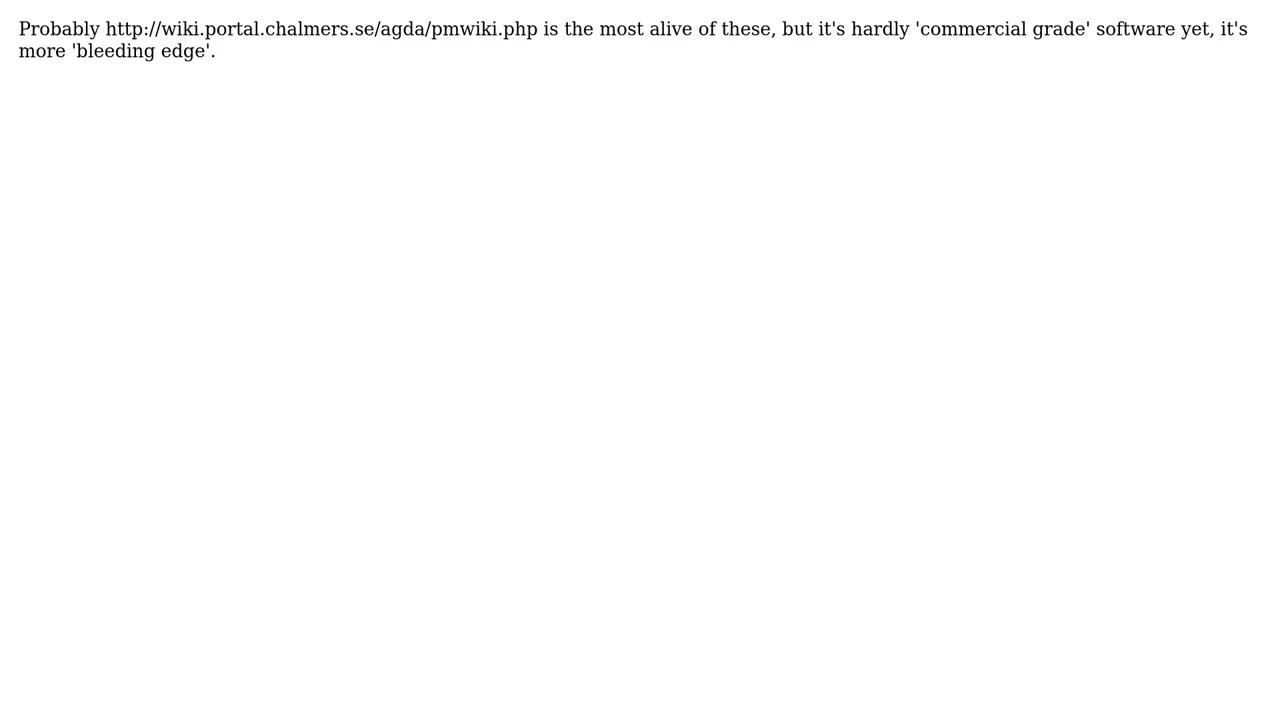 Probably http://wiki.portal.chalmers.se/agda/pmwiki.php is the most alive of these, but it's hardly 'commercial grade' software yet, it's
more 'bleeding edge'.